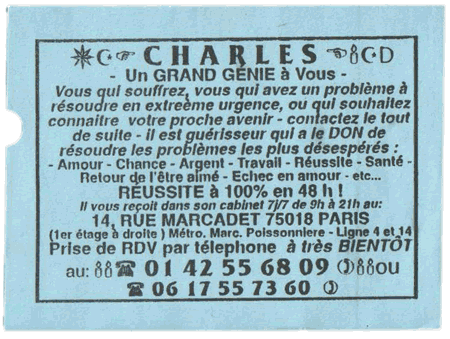 CHARLES
- Un GRAND GÉNIE à Vous -
Vous qui souffrez, vous qui avez un problème à
résoudre en extreême urgence, ou qui souhaitez
connaitre votre proche avenir - contactez le tout
de suite - il est guérisseur qui a le DON de
résoudre les problèmes les plus désespérés :
- Amour - Chance - Argent - Travail - Réussite - Santé -
Retour de l'être aimé - Echec en amour - etc...
RÉUSSITE à 100% en 48 h !
Il vous reçoit dans son cabinet 7j/7 de 9h à 21h au:
14, RUE MARCADET 75018 PARIS
(1er étage à droite) Métro. Marc. Poissonniere - Ligne 4 et 14
Prise de RDV par telephone à très BIENTÔT
au: ☎ 01 42 55 68 09 ou
☎ 06 17 55 73 60